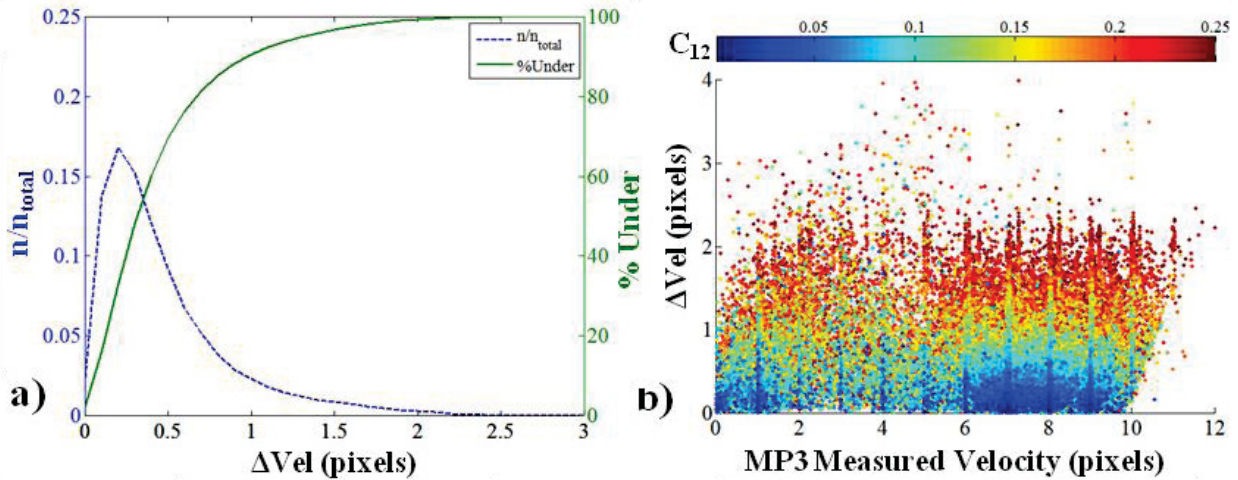 0.25
0.2
0.15
0.1
0.05
0
n/n_total
100
80
60
40
20
0
% Under
n/n_total
%Under
0 0.5 1 1.5 2 2.5 3
ΔVel (pixels)
a)
C12
0.05 0.1 0.15 0.2 0.25
4
3
2
1
0
ΔVel (pixels)
0 2 4 6 8 10 12
MP3 Measured Velocity (pixels)
b)